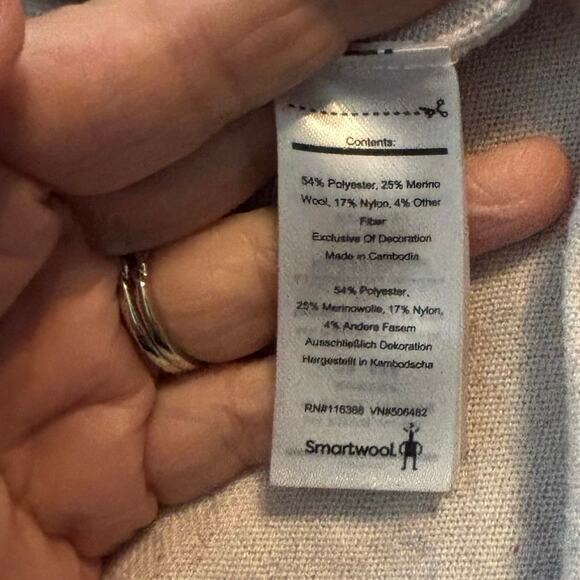 Contents:
54% Polyester, 25% Merino
Wool, 17% Nylon, 4% Other
Fiber
Exclusive Of Decoration
Made in Cambodia
54% Polyester,
25% Merinowolle, 17% Nylon,
4% Andere Fasern
Ausschließlich Dekoration
Hergestellt in Kambodscha
RN#116388 VN#506482
Smartwool